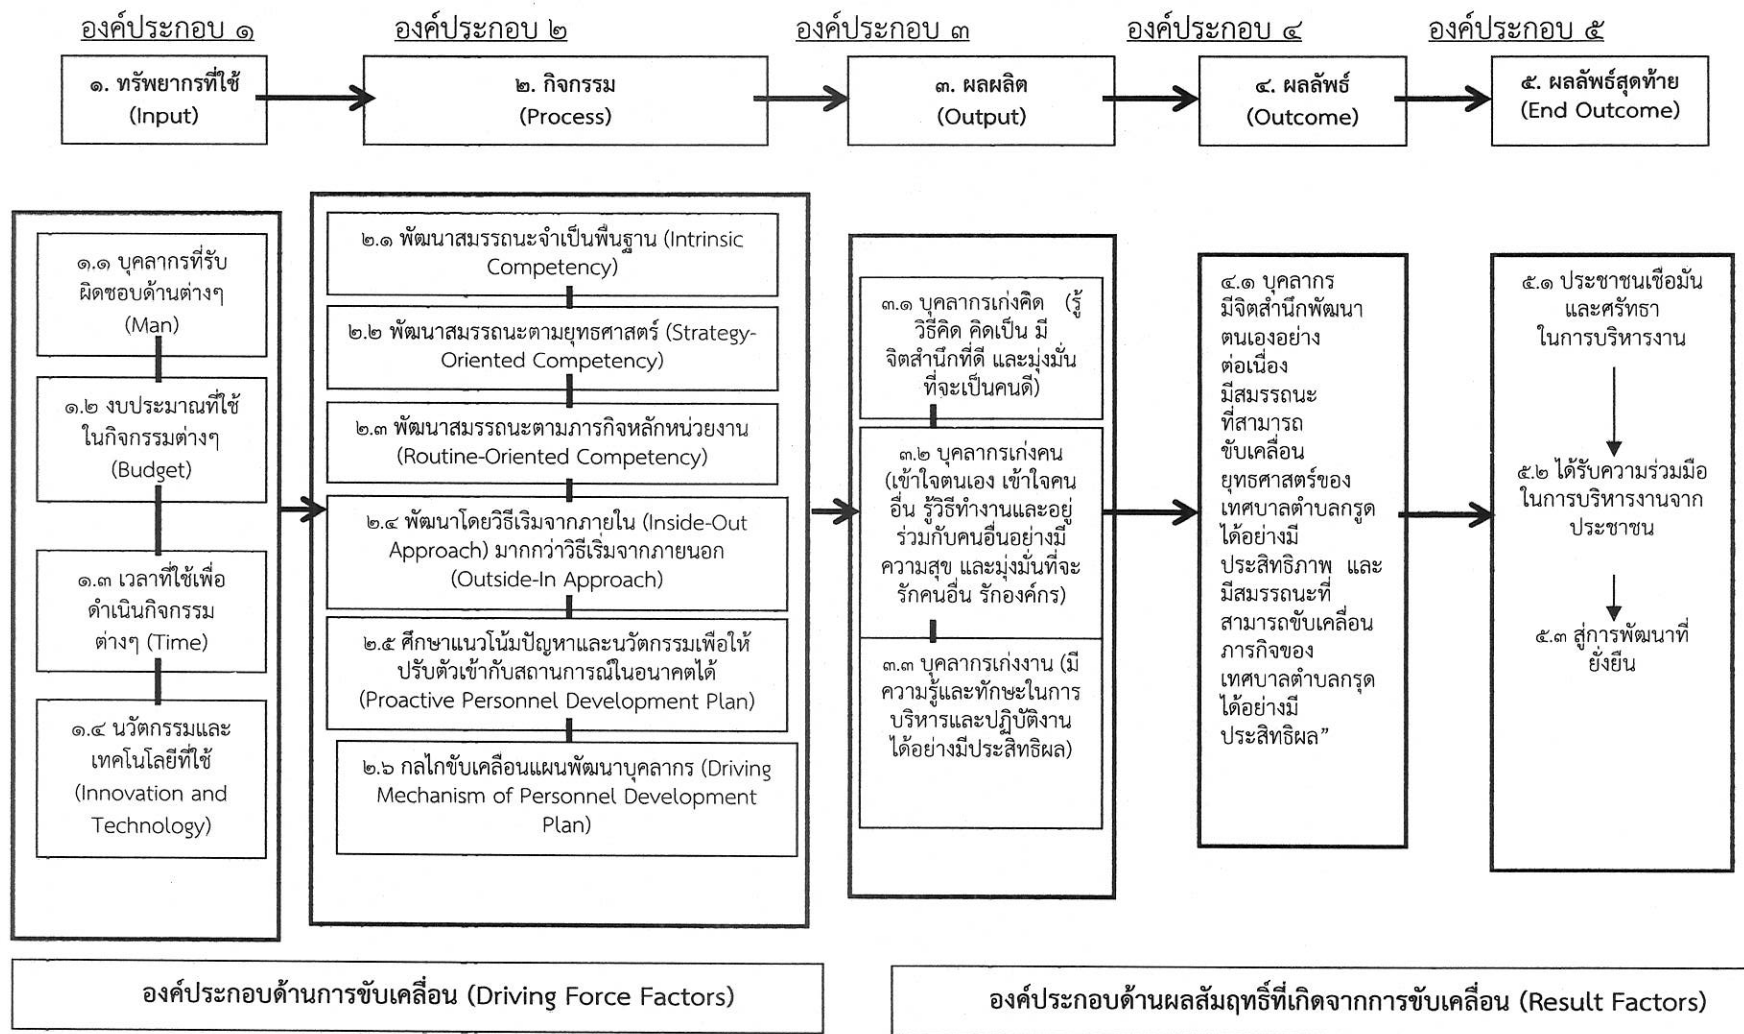 องค์ประกอบ ๑
องค์ประกอบ ๒
องค์ประกอบ ๓
องค์ประกอบ ๔
องค์ประกอบ ๕
๑. ทรัพยากรที่ใช้
(Input)
๒. กิจกรรม
(Process)
๓. ผลผลิต
(Output)
๔. ผลลัพธ์
(Outcome)
๕. ผลลัพธ์สุดท้าย
(End Outcome)
๑.๑ บุคลากรที่รับ
ผิดชอบด้านต่างๆ
(Man)
๑.๒ งบประมาณที่ใช้
ในกิจกรรมต่างๆ
(Budget)
๑.๓ เวลาที่ใช้เพื่อ
ดำเนินกิจกรรม
ต่างๆ (Time)
๑.๔ นวัตกรรมและ
เทคโนโลยีที่ใช้
(Innovation and
Technology)
๒.๑ พัฒนาสมรรถนะจำเป็นพื้นฐาน (Intrinsic
Competency)
๒.๒ พัฒนาสมรรถนะตามยุทธศาสตร์ (Strategy-
Oriented Competency)
๒.๓ พัฒนาสมรรถนะตามภารกิจหลักหน่วยงาน
(Routine-Oriented Competency)
๒.๔ พัฒนาโดยวิธีเริ่มจากภายใน (Inside-Out
Approach) มากกว่าวิธีเริ่มจากภายนอก
(Outside-In Approach)
๒.๕ ศึกษาแนวโน้มปัญหาและนวัตกรรมเพื่อให้
ปรับตัวเข้ากับสถานการณ์ในอนาคตได้
(Proactive Personnel Development Plan)
๒.๖ กลไกขับเคลื่อนแผนพัฒนาบุคลากร (Driving
Mechanism of Personnel Development
Plan)
๓.๑ บุคลากรเก่งคิด (รู้
วิธีคิด คิดเป็น มี
จิตสำนึกที่ดี และมุ่งมั่น
ที่จะเป็นคนดี)
๓.๒ บุคลากรเก่งคน
(เข้าใจตนเอง เข้าใจคน
อื่น รู้วิธีทำงานและอยู่
ร่วมกับคนอื่นอย่างมี
ความสุข และมุ่งมั่นที่จะ
รักคนอื่น รักองค์กร)
๓.๓ บุคลากรเก่งงาน (มี
ความรู้และทักษะในการ
บริหารและปฏิบัติงาน
ได้อย่างมีประสิทธิผล)
๔.๑ บุคลากร
มีจิตสำนึกพัฒนา
ตนเองอย่าง
ต่อเนื่อง
มีสมรรถนะ
ที่สามารถ
ขับเคลื่อน
ยุทธศาสตร์ของ
เทศบาลตำบลกรูด
ได้อย่างมี
ประสิทธิภาพ และ
มีสมรรถนะที่
สามารถขับเคลื่อน
ภารกิจของ
เทศบาลตำบลกรูด
ได้อย่างมี
ประสิทธิผล”
๕.๑ ประชาชนเชื่อมั่น
และศรัทธา
ในการบริหารงาน
๕.๒ ได้รับความร่วมมือ
ในการบริหารงานจาก
ประชาชน
๕.๓ สู่การพัฒนาที่
ยั่งยืน
องค์ประกอบด้านการขับเคลื่อน (Driving Force Factors)
องค์ประกอบด้านผลสัมฤทธิ์ที่เกิดจากการขับเคลื่อน (Result Factors)